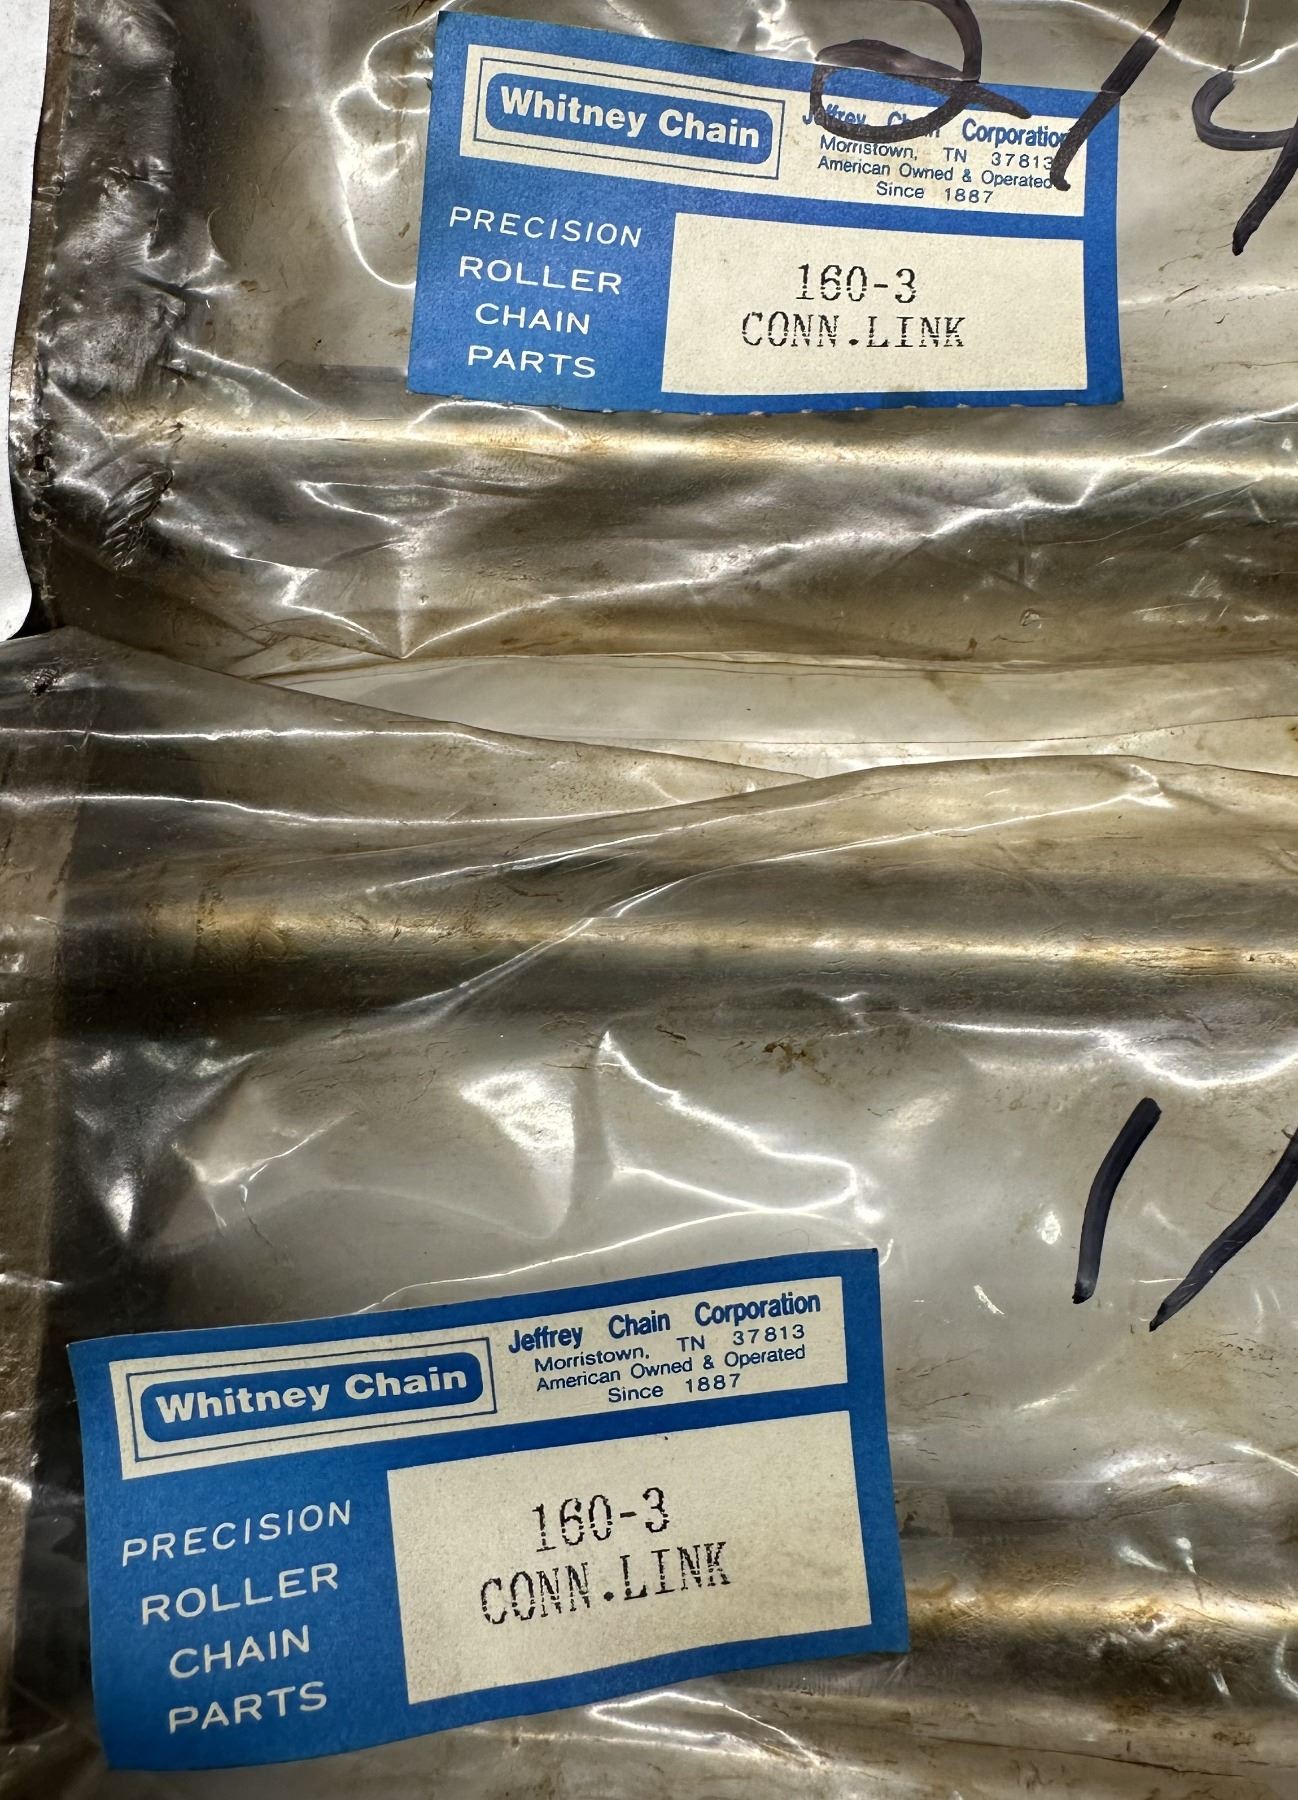 Whitney Chain
Jeffrey Chain Corporation
Morristown, TN 37813
American Owned & Operated
Since 1887
PRECISION
ROLLER
CHAIN
PARTS
160-3
CONN.LINK
Whitney Chain
Jeffrey Chain Corporation
Morristown, TN 37813
American Owned & Operated
Since 1887
PRECISION
ROLLER
CHAIN
PARTS
160-3
CONN.LINK